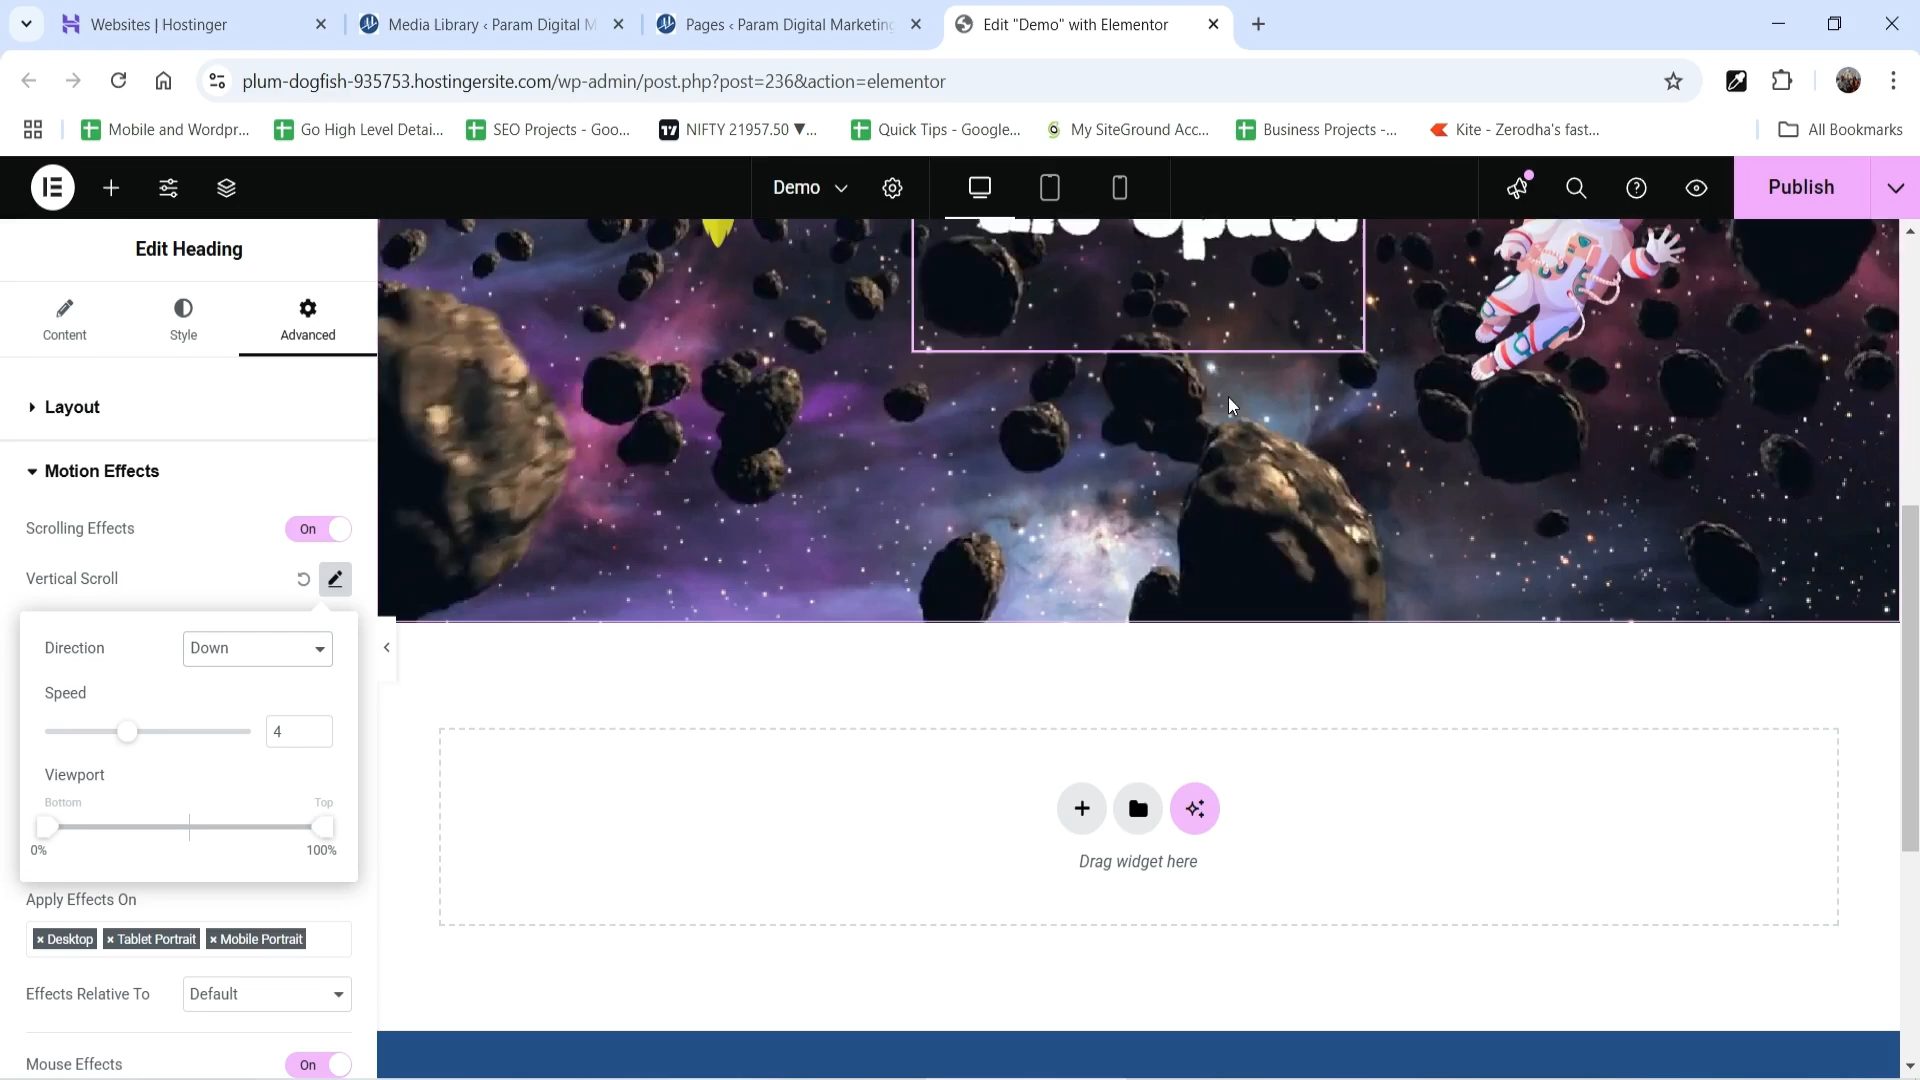 Websites | Hostinger
Media Library ‹ Param Digital M
Pages ‹ Param Digital Marketing
Edit "Demo" with Elementor
plum-dogfish-935753.hostingersite.com/wp-admin/post.php?post=236&action=elementor
Mobile and Wordpr...
Go High Level Detai...
SEO Projects - Goo...
NIFTY 21957.50 ▼...
Quick Tips - Google...
My SiteGround Acc...
Business Projects -...
Kite - Zerodha's fast...
All Bookmarks
Demo
Publish
Edit Heading
Content
Style
Advanced
Layout
Motion Effects
Scrolling Effects
On
Vertical Scroll
Direction
Down
Speed
4
Viewport
Bottom
Top
0%
100%
Apply Effects On
× Desktop
× Tablet Portrait
× Mobile Portrait
Effects Relative To
Default
Mouse Effects
On
Drag widget here